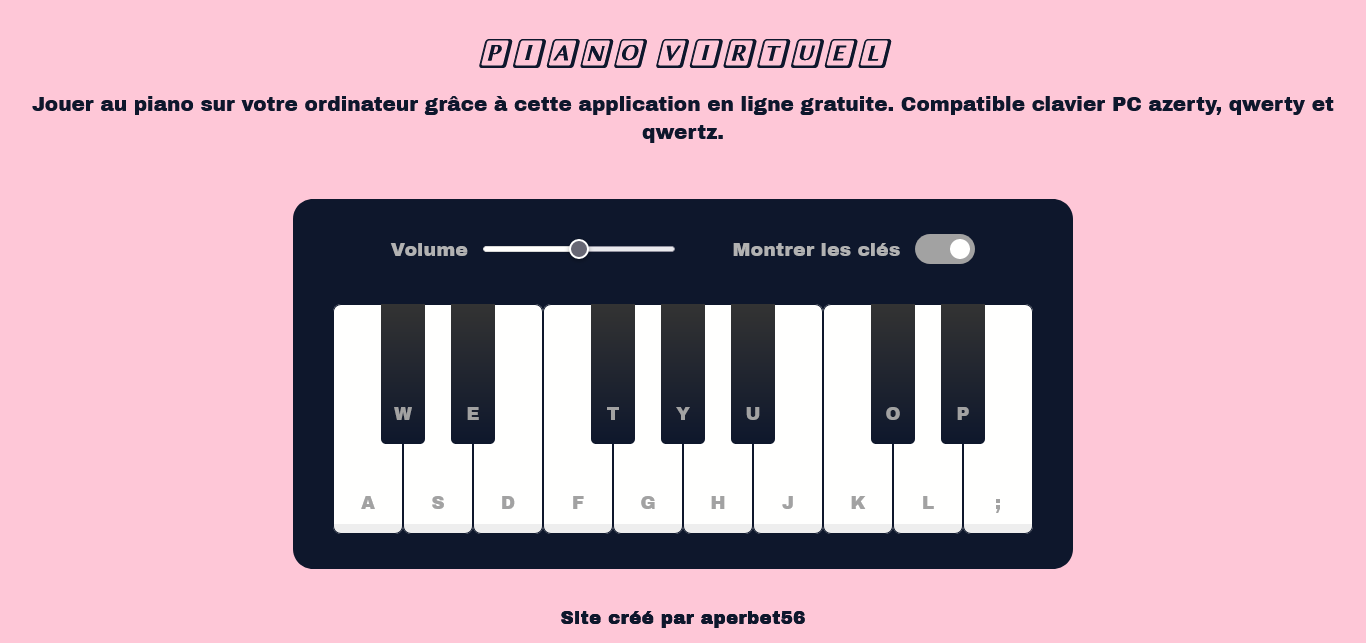 PIANO VIRTUEL
Jouer au piano sur votre ordinateur grâce à cette application en ligne gratuite. Compatible clavier PC azerty, qwerty et
qwertz.
Volume Montrer les clés
W E T Y U O P
A S D F G H J K L ;
Site créé par aperbet56